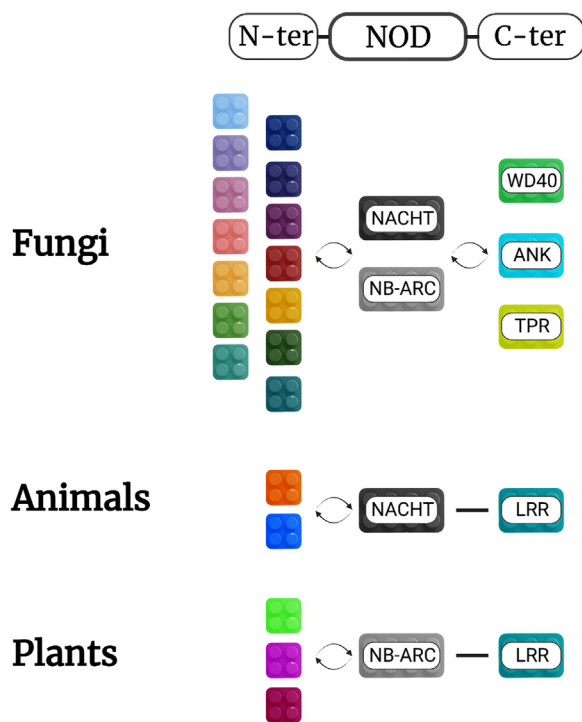 N-ter NOD C-ter
Fungi
NACHT
NB-ARC
WD40
ANK
TPR
Animals
NACHT LRR
Plants
NB-ARC LRR